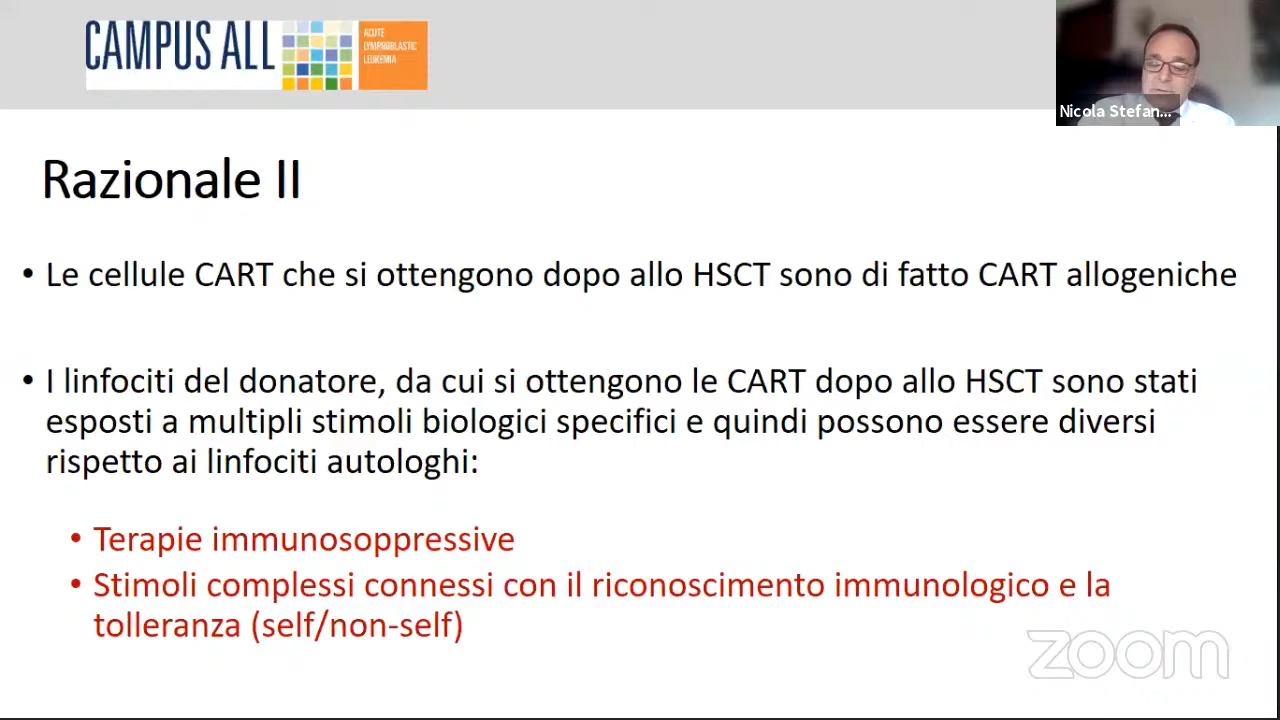 CAMPUS ALL
ACUTE
LYMPHOBLASTIC
LEUKEMIA
Nicola Stefan...
Razionale II
• Le cellule CART che si ottengono dopo allo HSCT sono di fatto CART allogeniche
• I linfociti del donatore, da cui si ottengono le CART dopo allo HSCT sono stati
esposti a multipli stimoli biologici specifici e quindi possono essere diversi
rispetto ai linfociti autologhi:
• Terapie immunosoppressive
• Stimoli complessi connessi con il riconoscimento immunologico e la
tolleranza (self/non-self)
zoom